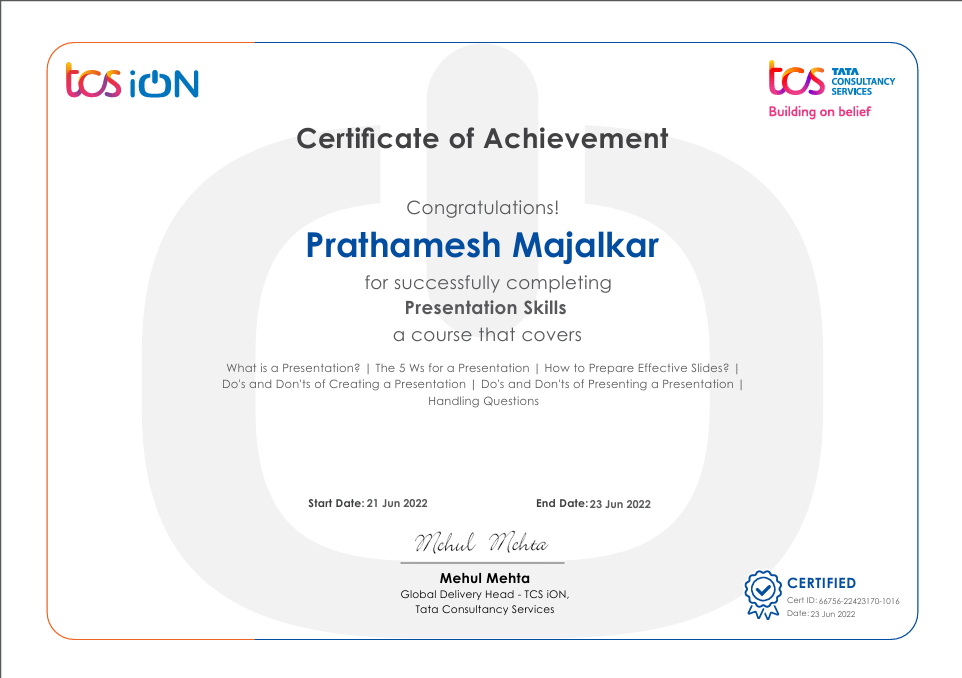 tcs iON
tcs TATA
CONSULTANCY
SERVICES
Building on belief
Certificate of Achievement
Congratulations!
Prathamesh Majalkar
for successfully completing
Presentation Skills
a course that covers
What is a Presentation? | The 5 Ws for a Presentation | How to Prepare Effective Slides? |
Do's and Don'ts of Creating a Presentation | Do's and Don'ts of Presenting a Presentation |
Handling Questions
Start Date: 21 Jun 2022 End Date: 23 Jun 2022
Mehul Mehta
Mehul Mehta
Global Delivery Head - TCS iON,
Tata Consultancy Services
CERTIFIED
Cert ID: 66756-22423170-1016
Date: 23 Jun 2022